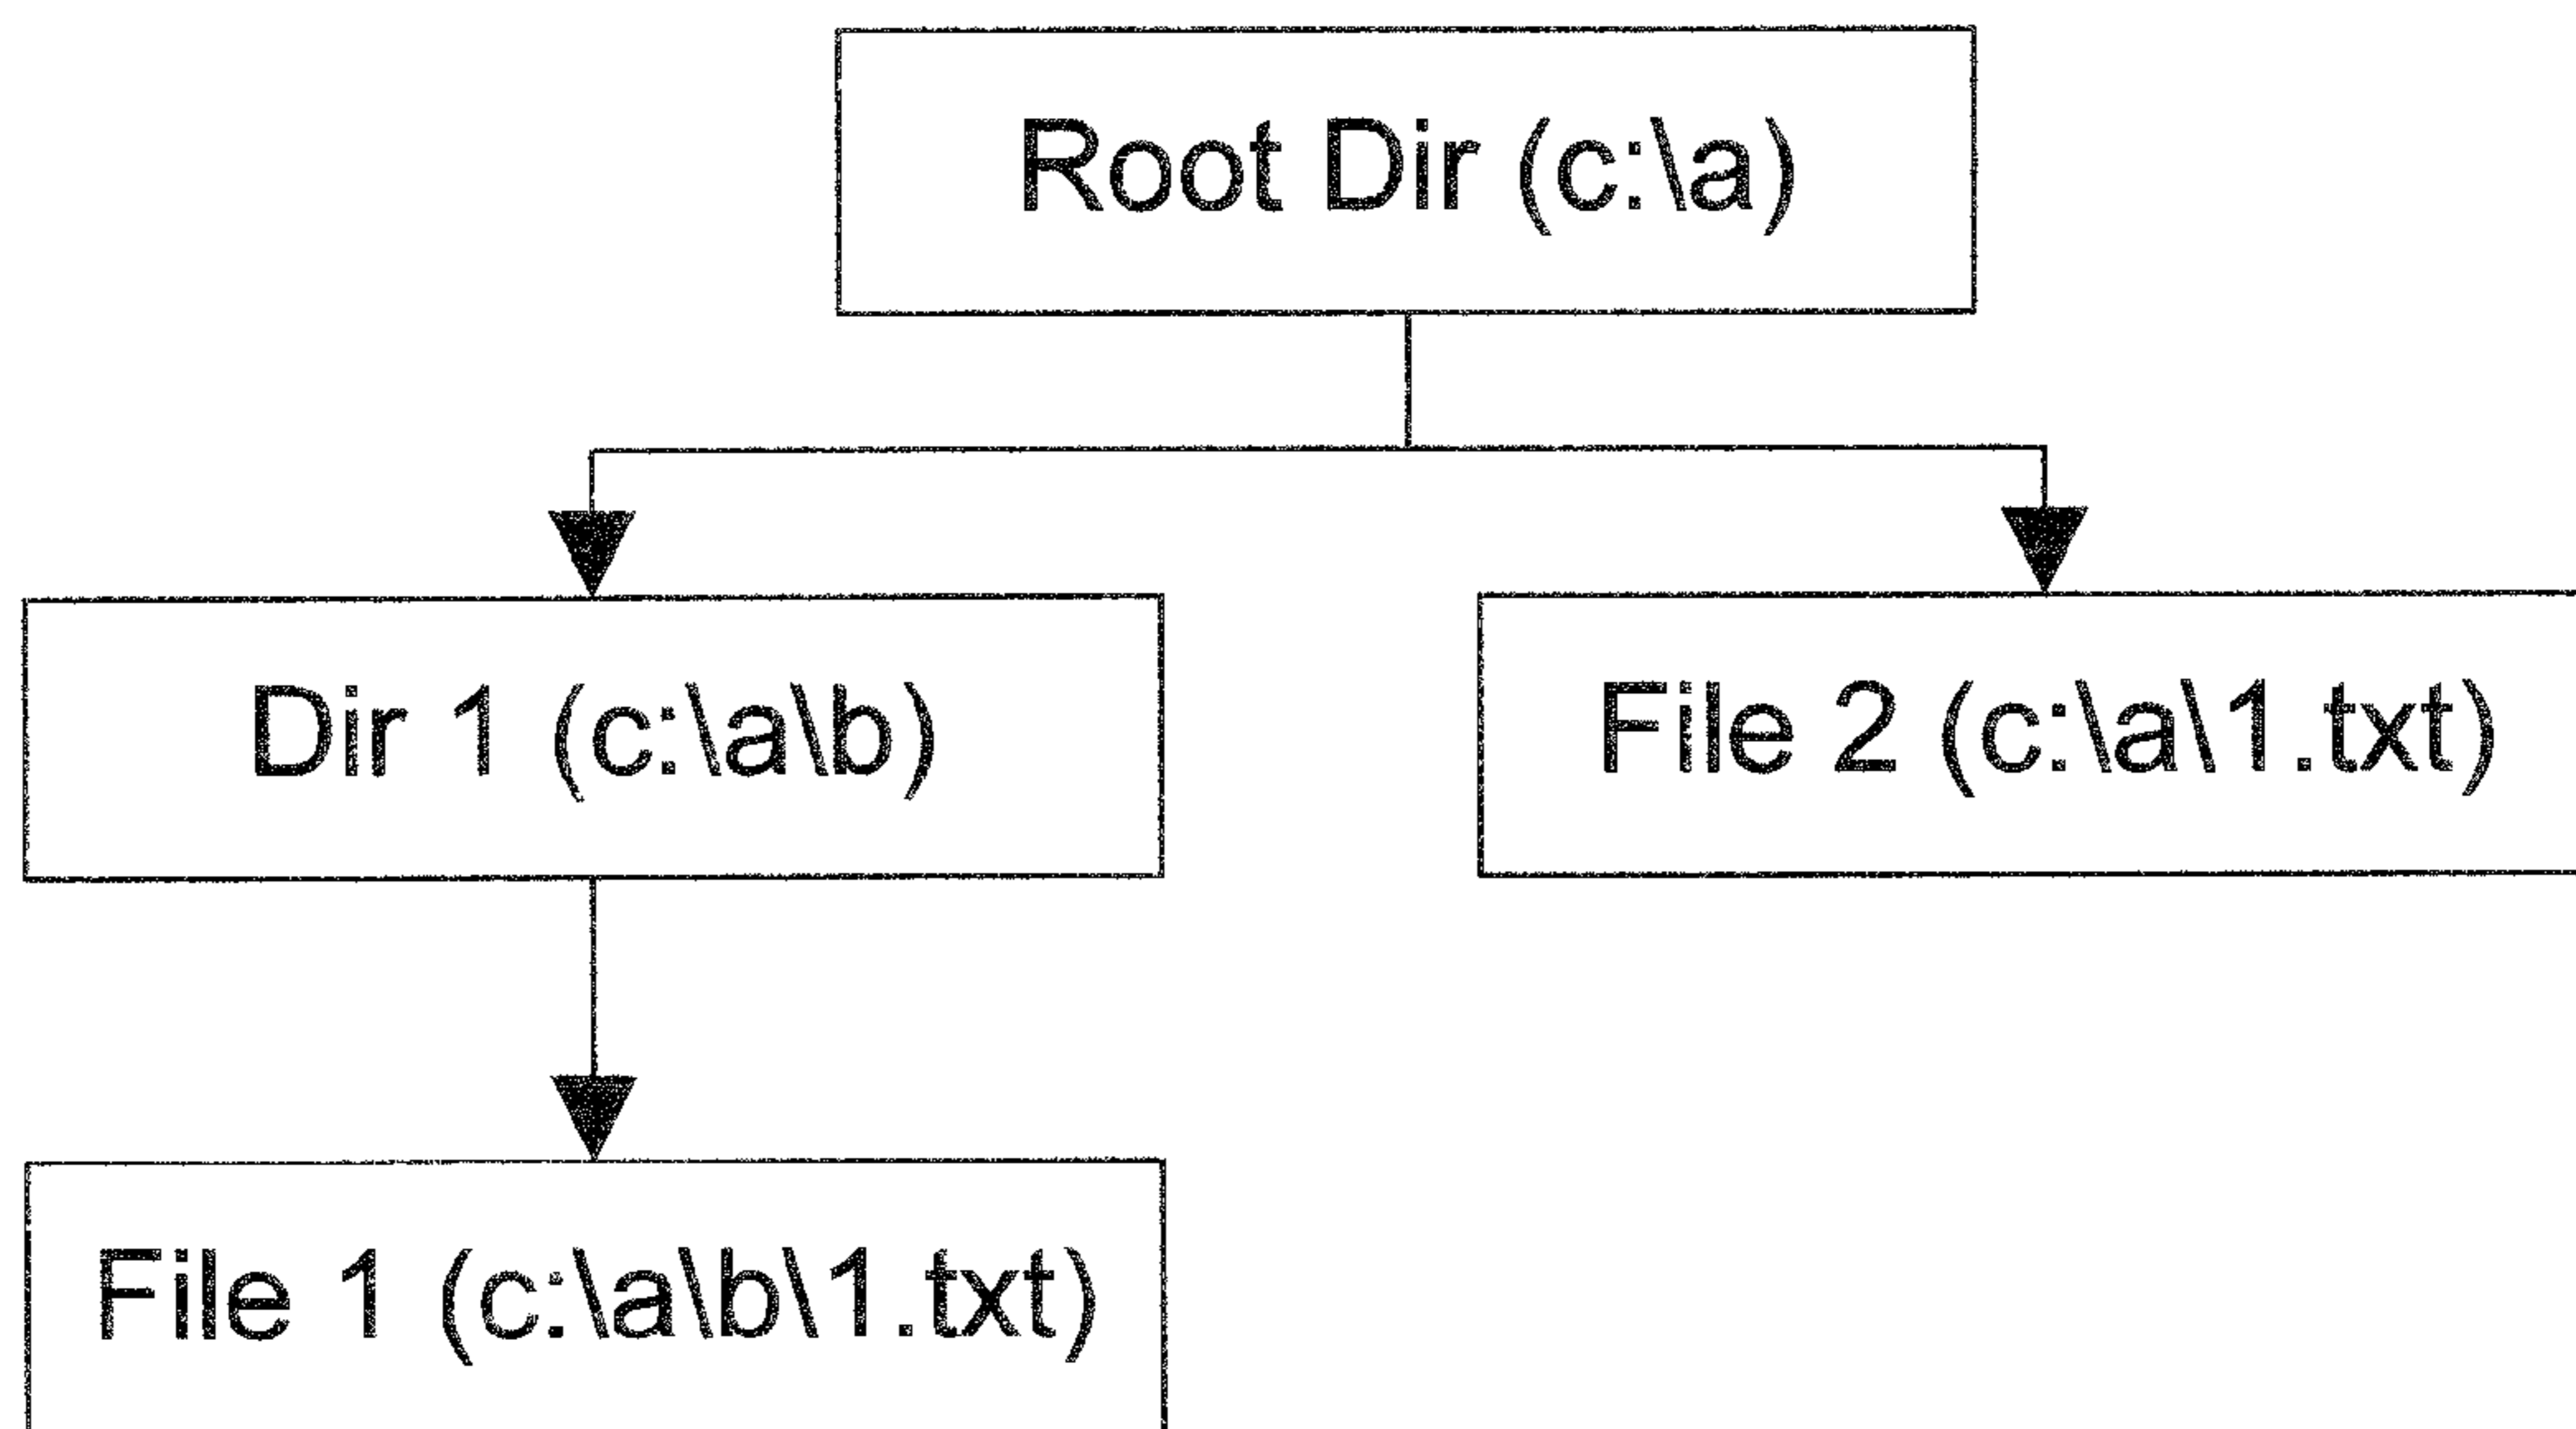 Root Dir (c:\a)
Dir 1 (c:\a\b)
File 2 (c:\a\1.txt)
File 1 (c:\a\b\1.txt)